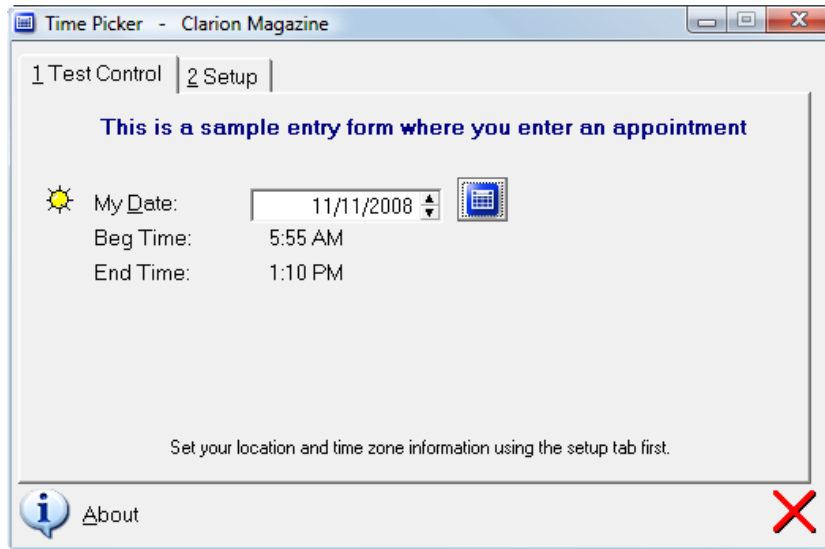 Time Picker - Clarion Magazine
1 Test Control 2 Setup
This is a sample entry form where you enter an appointment
My Date: 11/11/2008
Beg Time: 5:55 AM
End Time: 1:10 PM
Set your location and time zone information using the setup tab first.
About